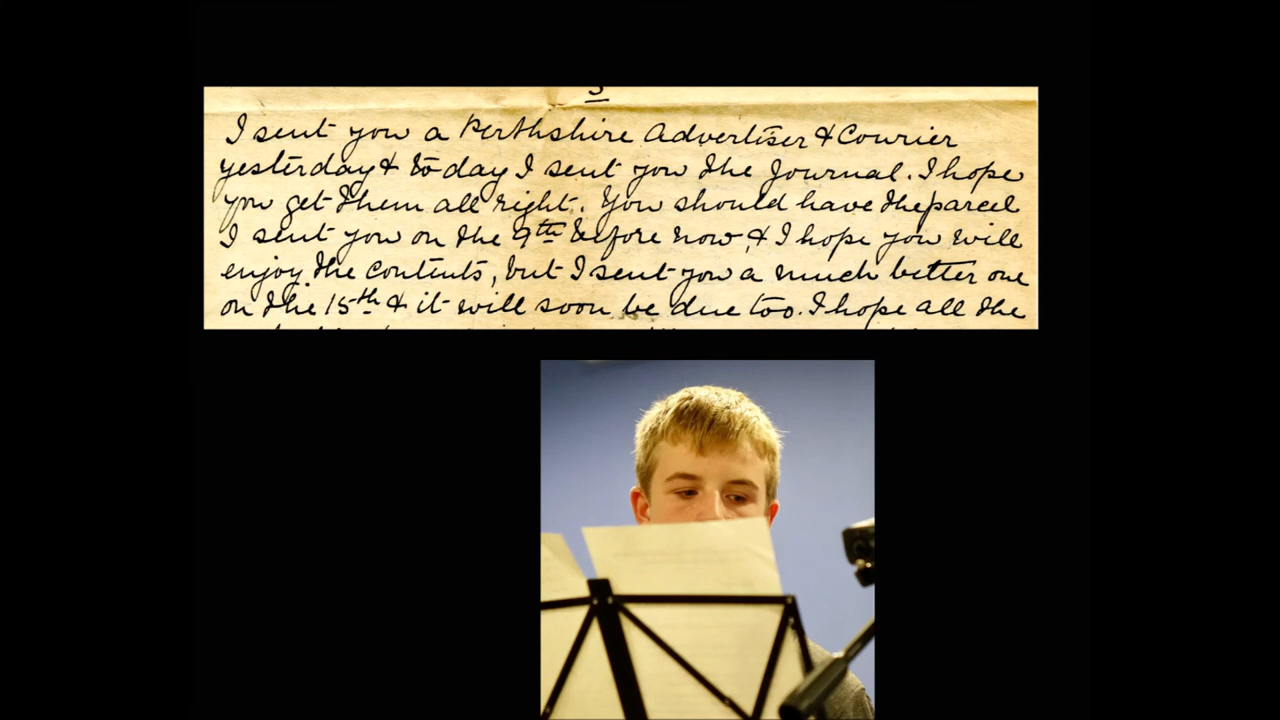 3
I sent you a Perthshire Advertiser & Courier
yesterday & to day I sent you the Journal. I hope
you get them all right. You should have the parcel
I sent you on the 9th before now, & I hope you will
enjoy the contents, but I sent you a much better one
on the 15th & it will soon be due too. I hope all the